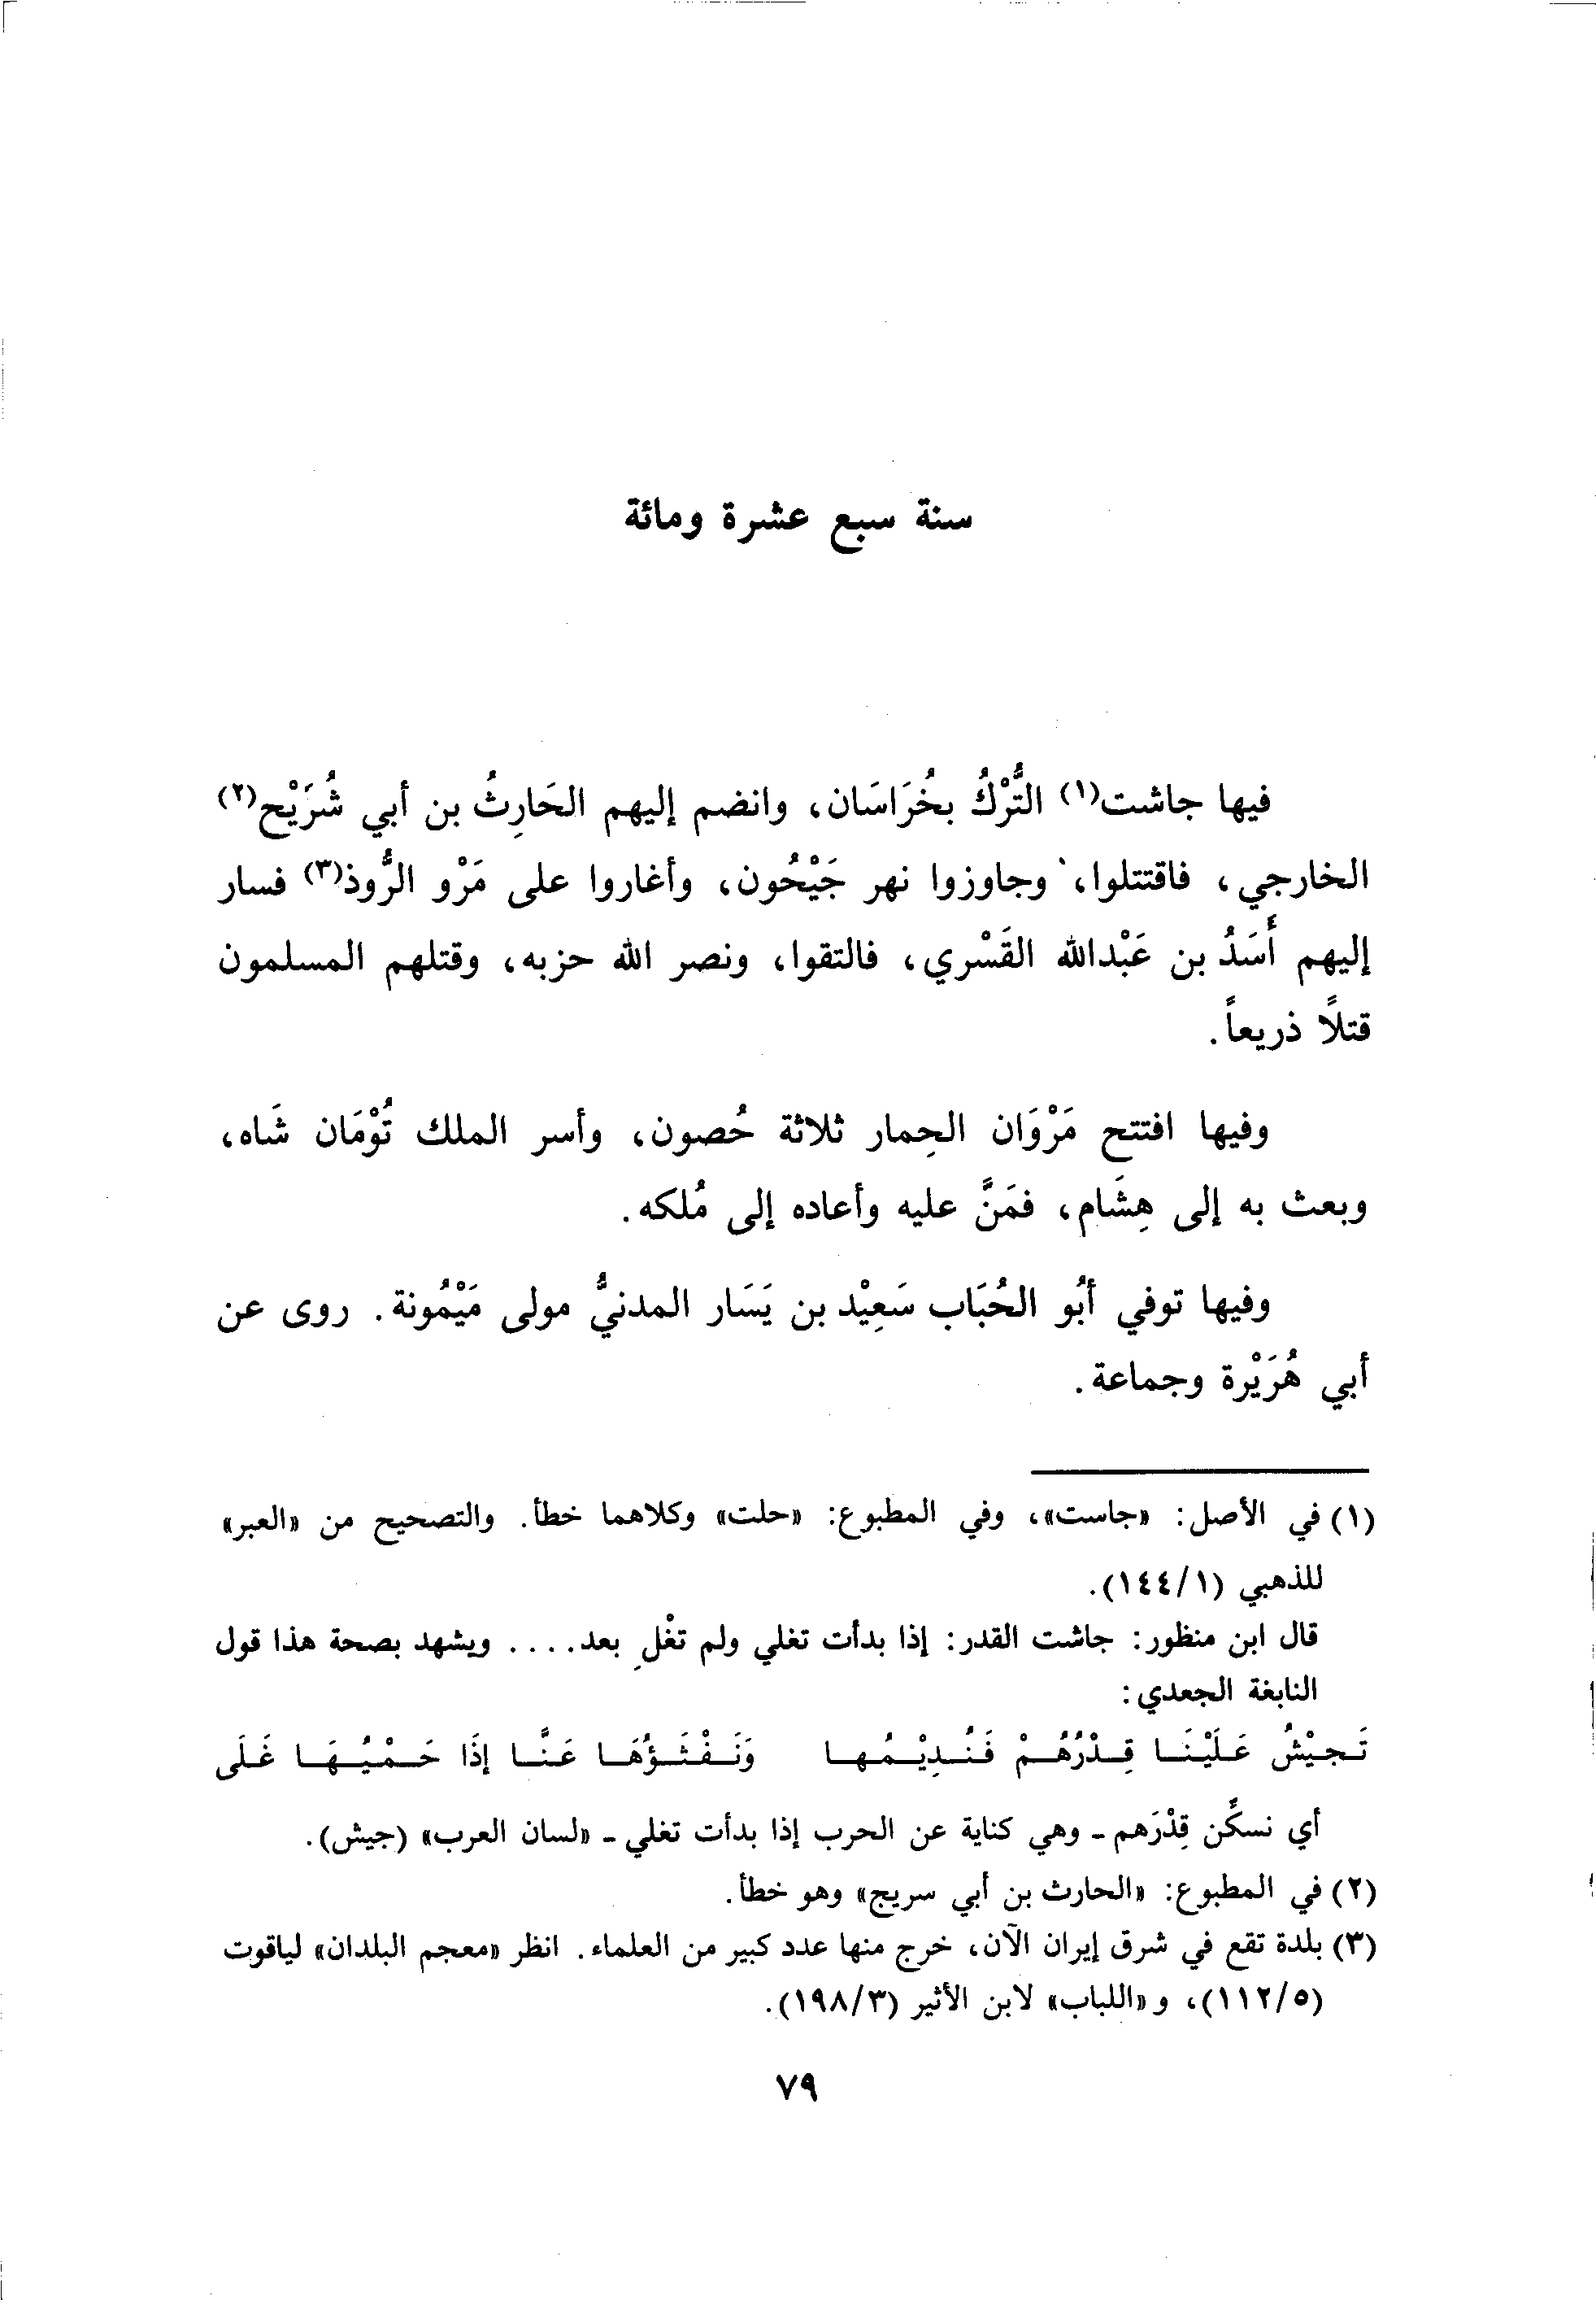 سنة سبع عشرة ومائة
فيها جاشت(١) التُّرْكُ بخُرَاسَان، وانضم إليهم الحَارِثُ بن أبي شُرَيْح(٢)
الخارجي، فاقتتلوا، وجاوزوا نهر جَيْحُون، وأغاروا على مَرْو الرُّوذ(٣) فسار
إليهم أَسَدُ بن عَبْدالله القَسْري، فالتقوا، ونصر الله حزبه، وقتلهم المسلمون
قتلًا ذريعاً.
وفيها افتتح مَرْوَان الحِمار ثلاثة حُصون، وأسر الملك تُوْمَان شَاه،
وبعث به إلى هِشَام، فمَنَّ عليه وأعاده إلى مُلكه.
وفيها توفي أبُو الحُبَاب سَعِيْد بن يَسَار المدنيُّ مولى مَيْمُونة. روى عن
أبي هُرَيْرة وجماعة.
(١) في الأصل: «جاست»، وفي المطبوع: «حلت» وكلاهما خطأ. والتصحيح من «العبر»
للذهبي (١/١٤٤).
قال ابن منظور: جاشت القدر: إذا بدأت تغلي ولم تغْلِ بعد.... ويشهد بصحة هذا قول
النابغة الجعدي:
تَجيْشُ عَلَيْنَا قِدْرُهُمْ فَنُدِيْمُها وَنَفْثَؤُهَا عَنَّا إذَا حَمْيُهَا غَلَى
أي نسكِّن قِدْرَهم - وهي كناية عن الحرب إذا بدأت تغلي - «لسان العرب» (جيش).
(٢) في المطبوع: «الحارث بن أبي سريج» وهو خطأ.
(٣) بلدة تقع في شرق إيران الآن، خرج منها عدد كبير من العلماء. انظر «معجم البلدان» لياقوت
(٥/١١٢)، و «اللباب» لابن الأثير (٣/١٩٨).
٧٩